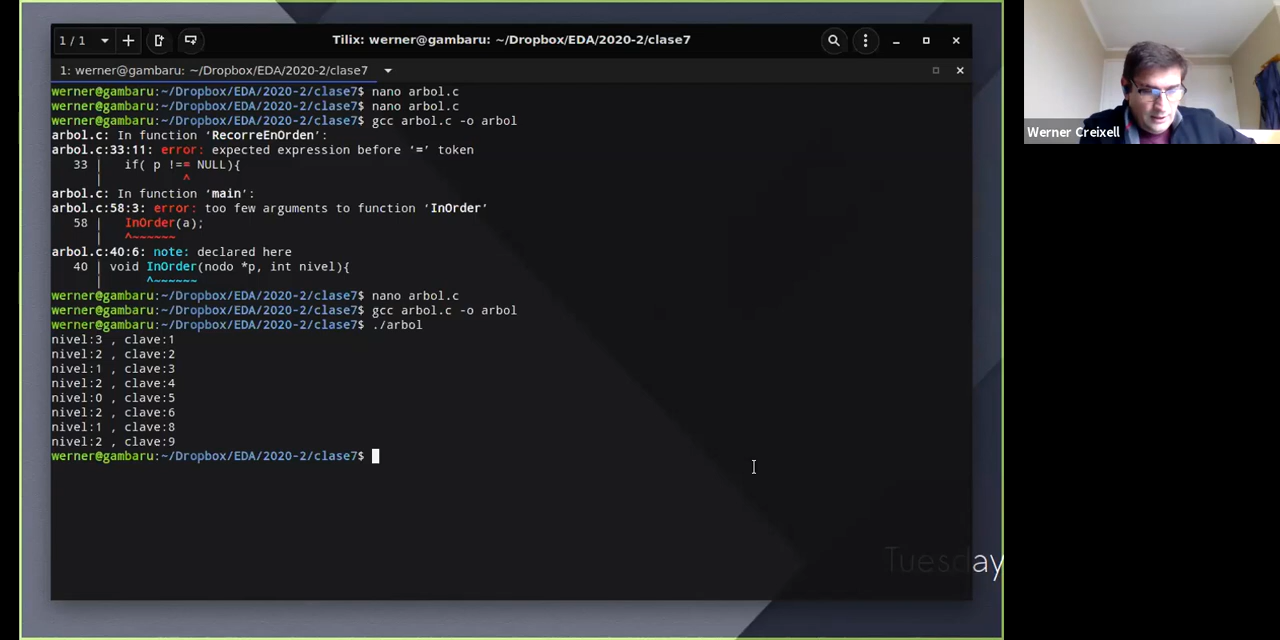 1 / 1
Tilix: werner@gambaru: ~/Dropbox/EDA/2020-2/clase7
1: werner@gambaru: ~/Dropbox/EDA/2020-2/clase7
werner@gambaru:~/Dropbox/EDA/2020-2/clase7$ nano arbol.c
werner@gambaru:~/Dropbox/EDA/2020-2/clase7$ nano arbol.c
werner@gambaru:~/Dropbox/EDA/2020-2/clase7$ gcc arbol.c -o arbol
arbol.c: In function ‘RecorreEnOrden’:
arbol.c:33:11: error: expected expression before ‘=’ token
33 | if( p !== NULL){
| ^
arbol.c: In function ‘main’:
arbol.c:58:3: error: too few arguments to function ‘InOrder’
58 | InOrder(a);
| ^~~~~~~
arbol.c:40:6: note: declared here
40 | void InOrder(nodo *p, int nivel){
| ^~~~~~~
werner@gambaru:~/Dropbox/EDA/2020-2/clase7$ nano arbol.c
werner@gambaru:~/Dropbox/EDA/2020-2/clase7$ gcc arbol.c -o arbol
werner@gambaru:~/Dropbox/EDA/2020-2/clase7$ ./arbol
nivel:3 , clave:1
nivel:2 , clave:2
nivel:1 , clave:3
nivel:2 , clave:4
nivel:0 , clave:5
nivel:2 , clave:6
nivel:1 , clave:8
nivel:2 , clave:9
werner@gambaru:~/Dropbox/EDA/2020-2/clase7$
Tuesday
Werner Creixell